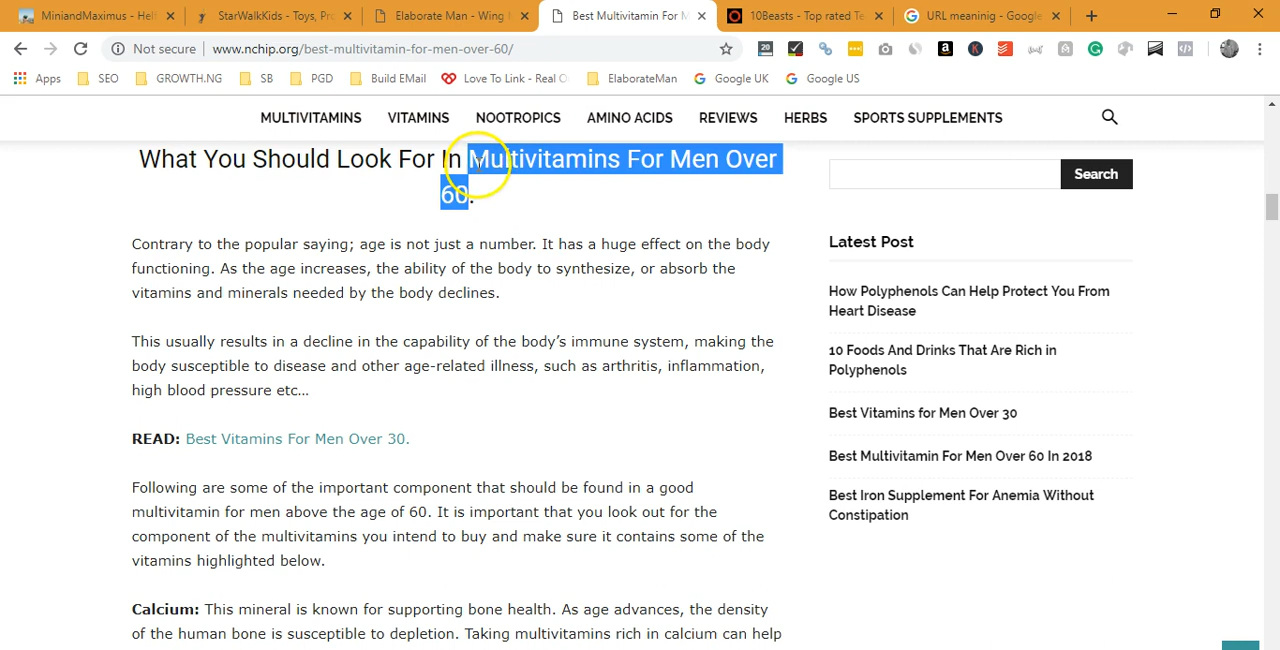 MiniandMaximus - Helt
StarWalkKids - Toys, Pro
Elaborate Man - Wing t
Best Multivitamin For M
10Beasts - Top rated Te
URL meaninig - Google
Not secure
www.nchip.org/best-multivitamin-for-men-over-60/
20
Apps
SEO
GROWTH.NG
SB
PGD
Build EMail
Love To Link - Real O
ElaborateMan
Google UK
Google US
MULTIVITAMINS
VITAMINS
NOOTROPICS
AMINO ACIDS
REVIEWS
HERBS
SPORTS SUPPLEMENTS
What You Should Look For In Multivitamins For Men Over
60.
Contrary to the popular saying; age is not just a number. It has a huge effect on the body
functioning. As the age increases, the ability of the body to synthesize, or absorb the
vitamins and minerals needed by the body declines.
This usually results in a decline in the capability of the body’s immune system, making the
body susceptible to disease and other age-related illness, such as arthritis, inflammation,
high blood pressure etc…
READ: Best Vitamins For Men Over 30.
Following are some of the important component that should be found in a good
multivitamin for men above the age of 60. It is important that you look out for the
component of the multivitamins you intend to buy and make sure it contains some of the
vitamins highlighted below.
Calcium: This mineral is known for supporting bone health. As age advances, the density
of the human bone is susceptible to depletion. Taking multivitamins rich in calcium can help
Search
Latest Post
How Polyphenols Can Help Protect You From
Heart Disease
10 Foods And Drinks That Are Rich in
Polyphenols
Best Vitamins for Men Over 30
Best Multivitamin For Men Over 60 In 2018
Best Iron Supplement For Anemia Without
Constipation